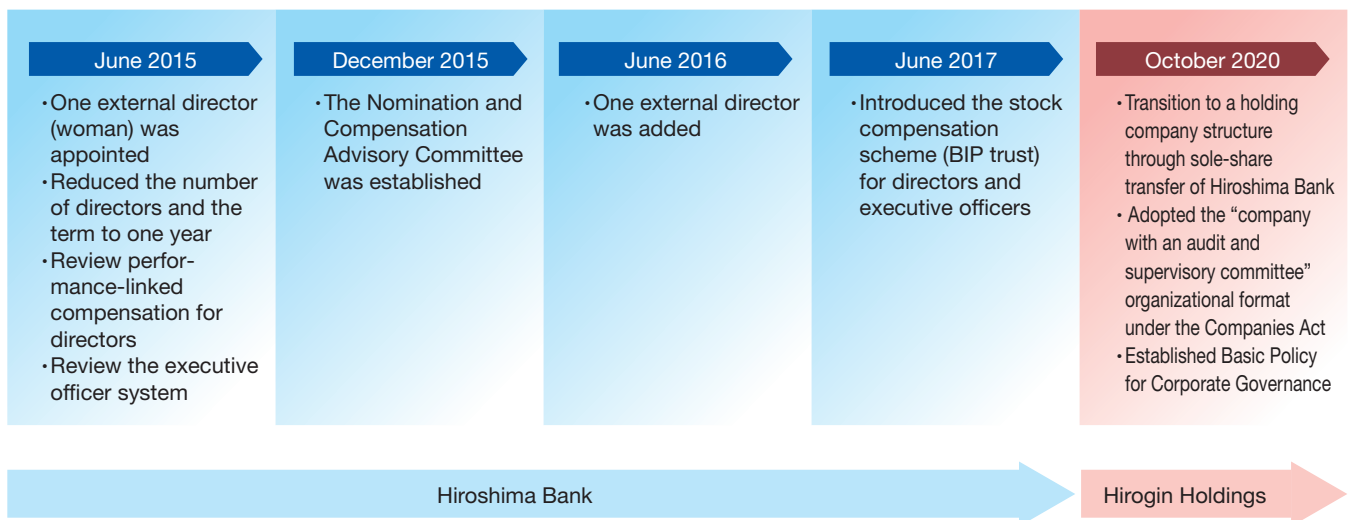 June 2015
・One external director
(woman) was
appointed
・Reduced the number
of directors and the
term to one year
・Review perfor-
mance-linked
compensation for
directors
・Review the executive
officer system
December 2015
・The Nomination and
Compensation
Advisory Committee
was established
June 2016
・One external director
was added
June 2017
・Introduced the stock
compensation
scheme (BIP trust)
for directors and
executive officers
October 2020
・Transition to a holding
company structure
through sole-share
transfer of Hiroshima Bank
・ Adopted the “company
with an audit and
supervisory committee”
organizational format
under the Companies Act
・Established Basic Policy
for Corporate Governance
Hiroshima Bank
Hirogin Holdings